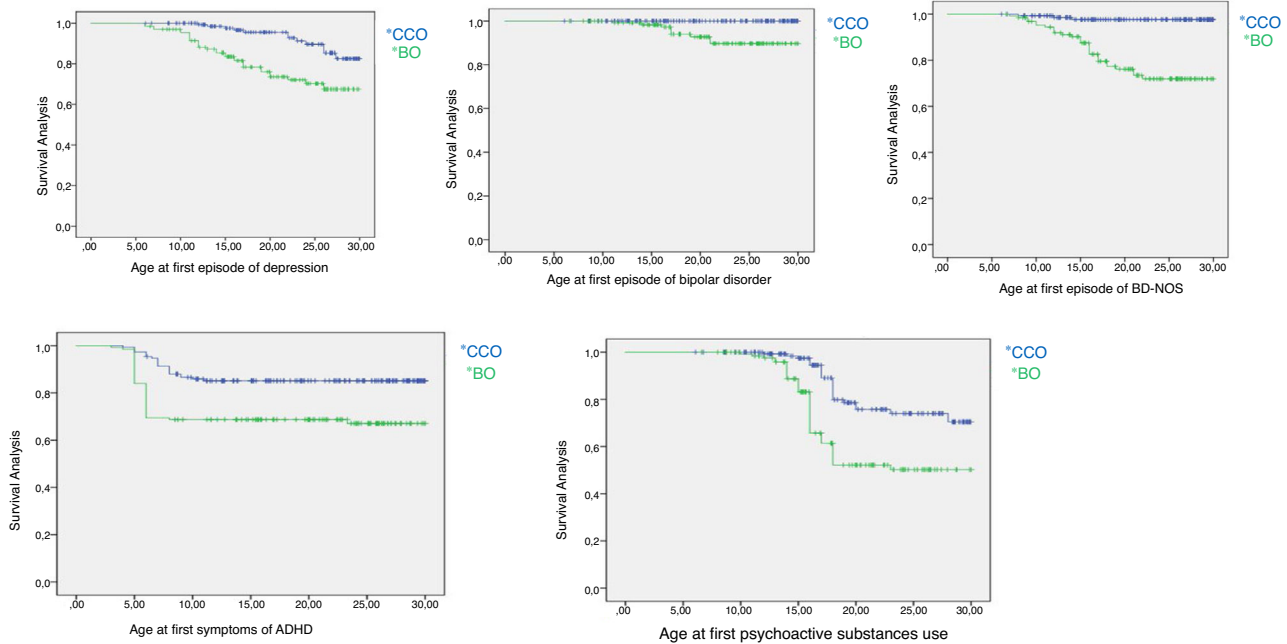 Survival Analysis
1,0
0,8
0,6
0,4
0,2
0,0
,00 5,00 10,00 15,00 20,00 25,00 30,00
Age at first episode of depression
*CCO
*BO
Survival Analysis
1,0
0,8
0,6
0,4
0,2
0,0
,00 5,00 10,00 15,00 20,00 25,00 30,00
Age at first episode of bipolar disorder
*CCO
*BO
Survival Analysis
1,0
0,8
0,6
0,4
0,2
0,0
,00 5,00 10,00 15,00 20,00 25,00 30,00
Age at first episode of BD-NOS
*CCO
*BO
Survival Analysis
1,0
0,8
0,6
0,4
0,2
0,0
,00 5,00 10,00 15,00 20,00 25,00 30,00
Age at first symptoms of ADHD
*CCO
*BO
Survival Analysis
1,0
0,8
0,6
0,4
0,2
0,0
,00 5,00 10,00 15,00 20,00 25,00 30,00
Age at first psychoactive substances use
*CCO
*BO